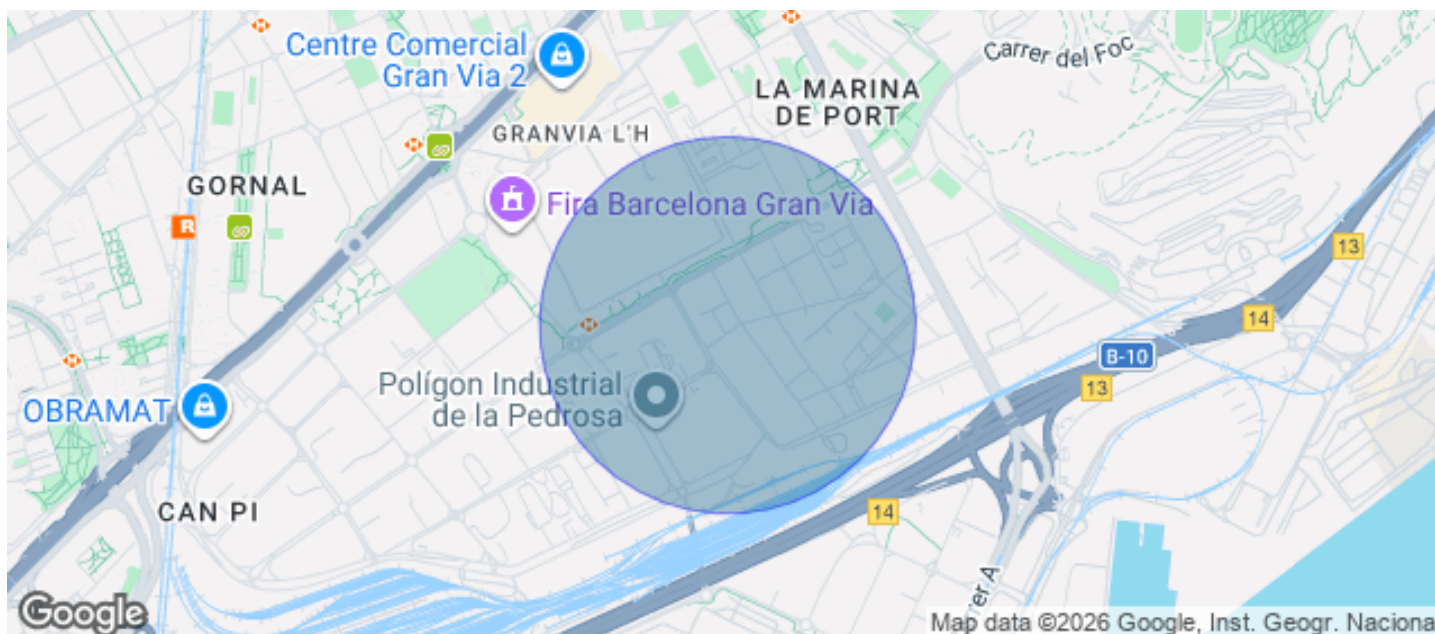 Centre Comercial
Gran Via 2
Carrer del Foc
LA MARINA
DE PORT
GRANVIA L'H
GORNAL
Fira Barcelona Gran Via
R
13
14
B-10
13
Polígon Industrial
de la Pedrosa
OBRAMAT
CAN PI
14
rer A
Google
Map data ©2026 Google, Inst. Geogr. Naciona